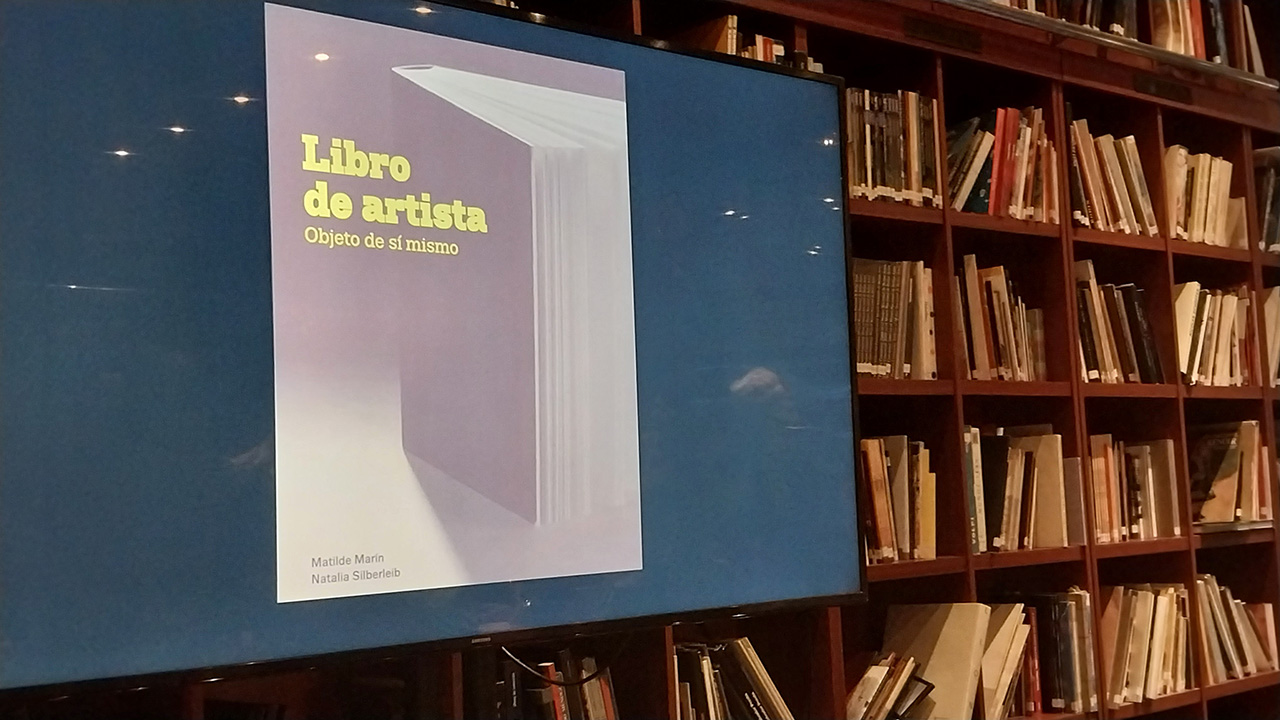 Libro
de artista
Objeto de sí mismo
Matilde Marín
Natalia Silberleib